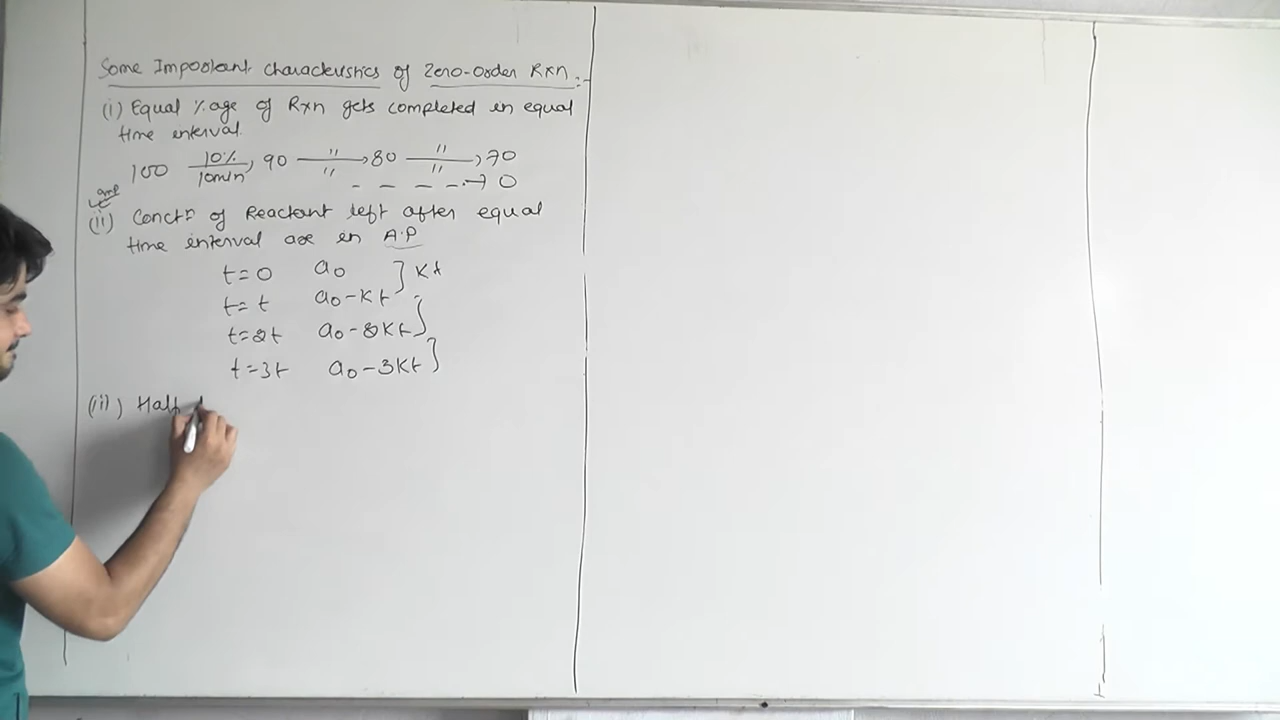 Some Important Characteristics of Zero-Order Rxn :-
(i) Equal %age of Rxn gets completed in equal
time interval.
100 10% / 10min → 90 —"/"→ 80 —"/"→ 70
- - - - → 0
imp
(ii) Conctn of Reactant left after equal
time interval are in A.P
t=0 a0 } Kt
t=t a0-Kt
t=2t a0-2Kt }
t=3t a0-3Kt }
(ii) Half